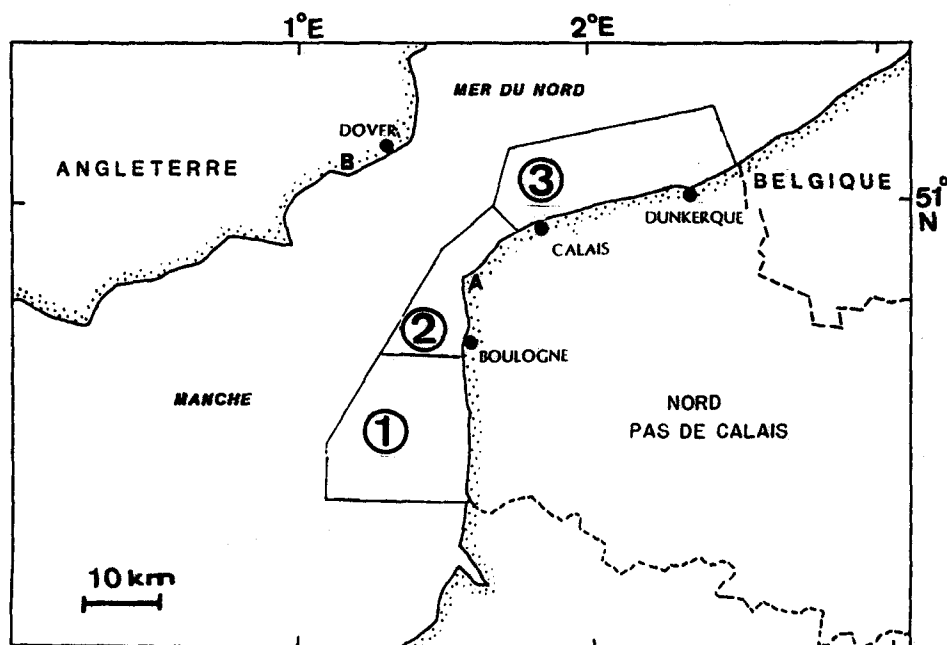 1°E
2°E
MER DU NORD
DOVER
B
ANGLETERRE
3
BELGIQUE
51°
N
DUNKERQUE
CALAIS
A
2
BOULOGNE
MANCHE
1
NORD
PAS DE CALAIS
10 km